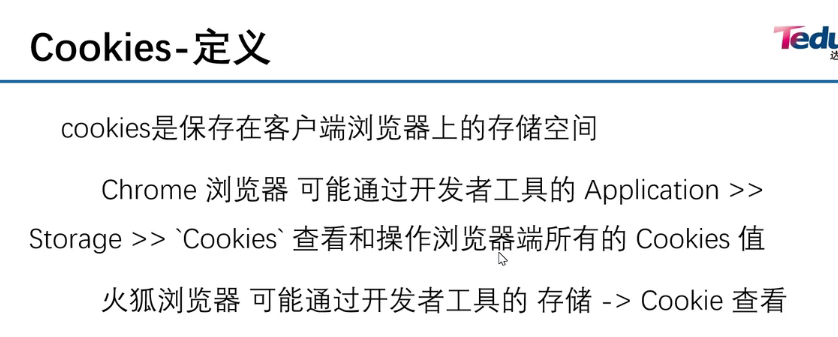 Cookies-定义
Tedu
达
cookies是保存在客户端浏览器上的存储空间
Chrome 浏览器 可能通过开发者工具的 Application >>
Storage >> `Cookies` 查看和操作浏览器端所有的 Cookies 值
火狐浏览器 可能通过开发者工具的 存储 -> Cookie 查看